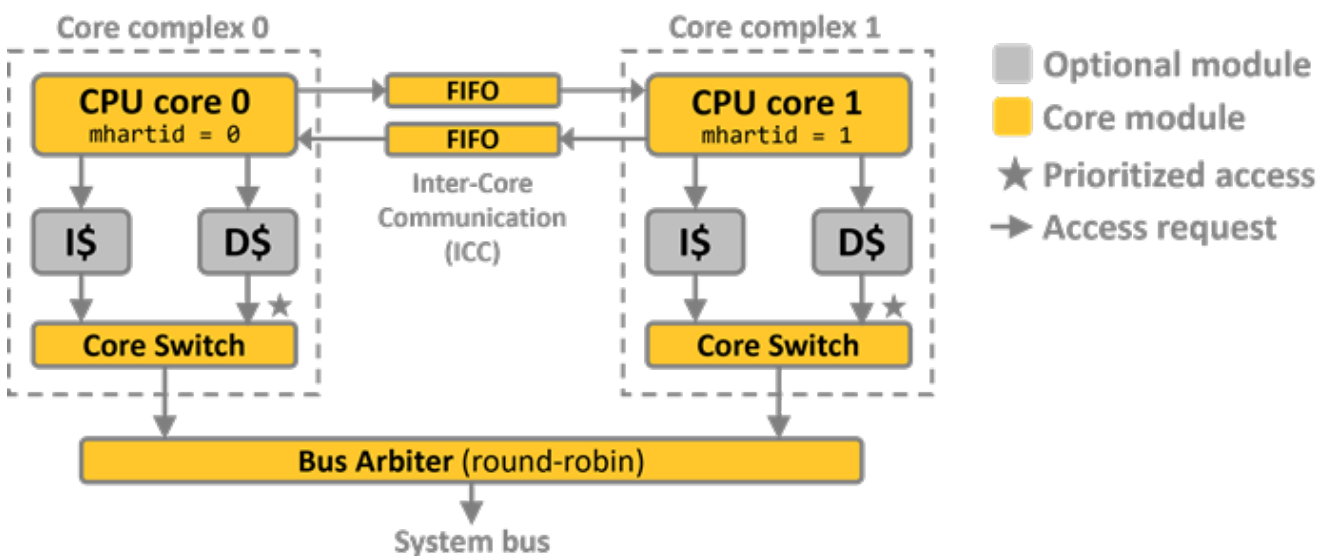 Core complex 0
Core complex 1
CPU core 0
mhartid = 0
FIFO
FIFO
Inter-Core
Communication
(ICC)
CPU core 1
mhartid = 1
I$
D$
I$
D$
Core Switch
Core Switch
Bus Arbiter (round-robin)
System bus
Optional module
Core module
Prioritized access
Access request